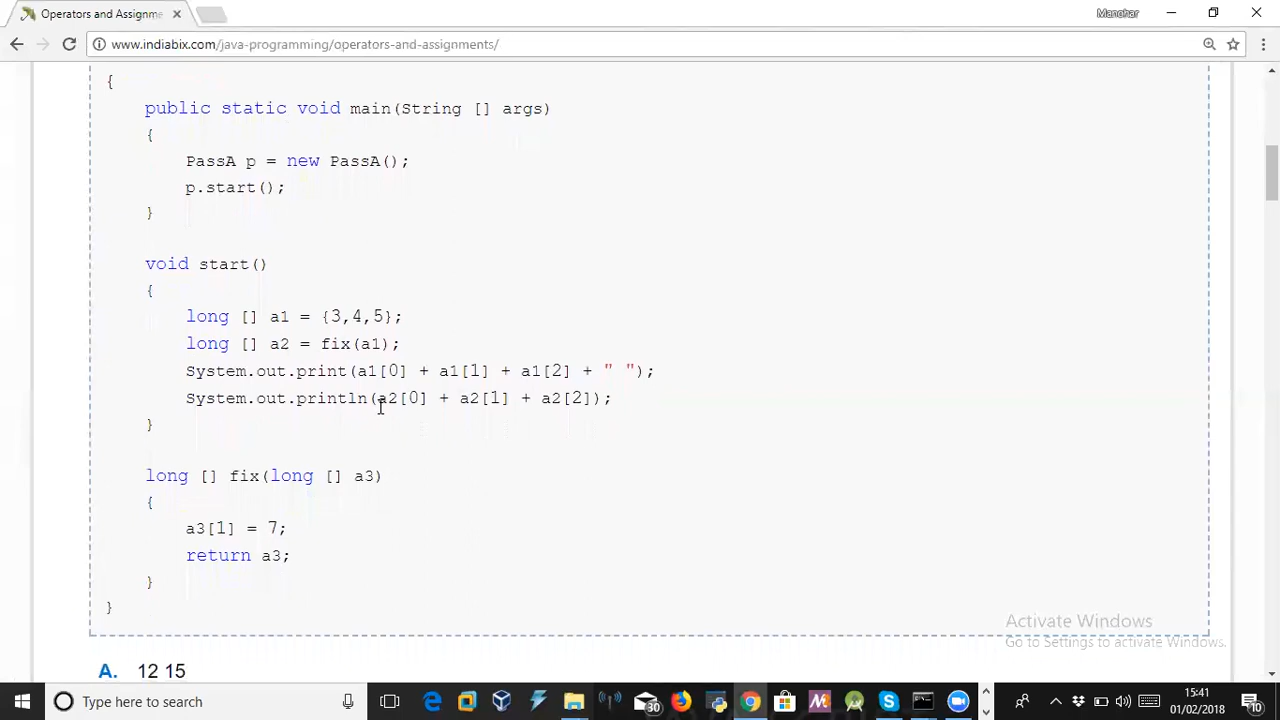 Operators and Assignme
Manohar
www.indiabix.com/java-programming/operators-and-assignments/
{
public static void main(String [] args)
{
PassA p = new PassA();
p.start();
}
void start()
{
long [] a1 = {3,4,5};
long [] a2 = fix(a1);
System.out.print(a1[0] + a1[1] + a1[2] + " ");
System.out.println(a2[0] + a2[1] + a2[2]);
}
long [] fix(long [] a3)
{
a3[1] = 7;
return a3;
}
}
Activate Windows
Go to Settings to activate Windows.
A. 12 15
Type here to search
30
15:41
01/02/2018
10